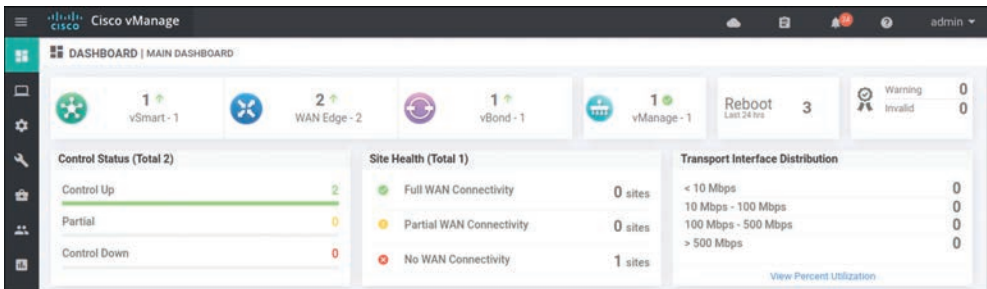 CISCO Cisco vManage 24 admin
DASHBOARD | MAIN DASHBOARD
1 vSmart - 1
2 WAN Edge - 2
1 vBond - 1
1 vManage - 1
Reboot 3
Last 24 hrs
Warning 0
Invalid 0
Control Status (Total 2)
Control Up 2
Partial 0
Control Down 0
Site Health (Total 1)
Full WAN Connectivity 0 sites
Partial WAN Connectivity 0 sites
No WAN Connectivity 1 sites
Transport Interface Distribution
< 10 Mbps 0
10 Mbps - 100 Mbps 0
100 Mbps - 500 Mbps 0
> 500 Mbps 0
View Percent Utilization